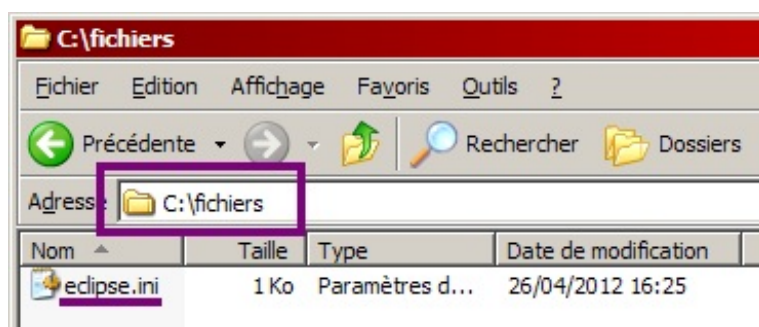 C:\fichiers
Fichier Edition Affichage Favoris Outils ?
Précédente Rechercher Dossiers
Adresse C:\fichiers
Nom Taille Type Date de modification
eclipse.ini 1 Ko Paramètres d... 26/04/2012 16:25